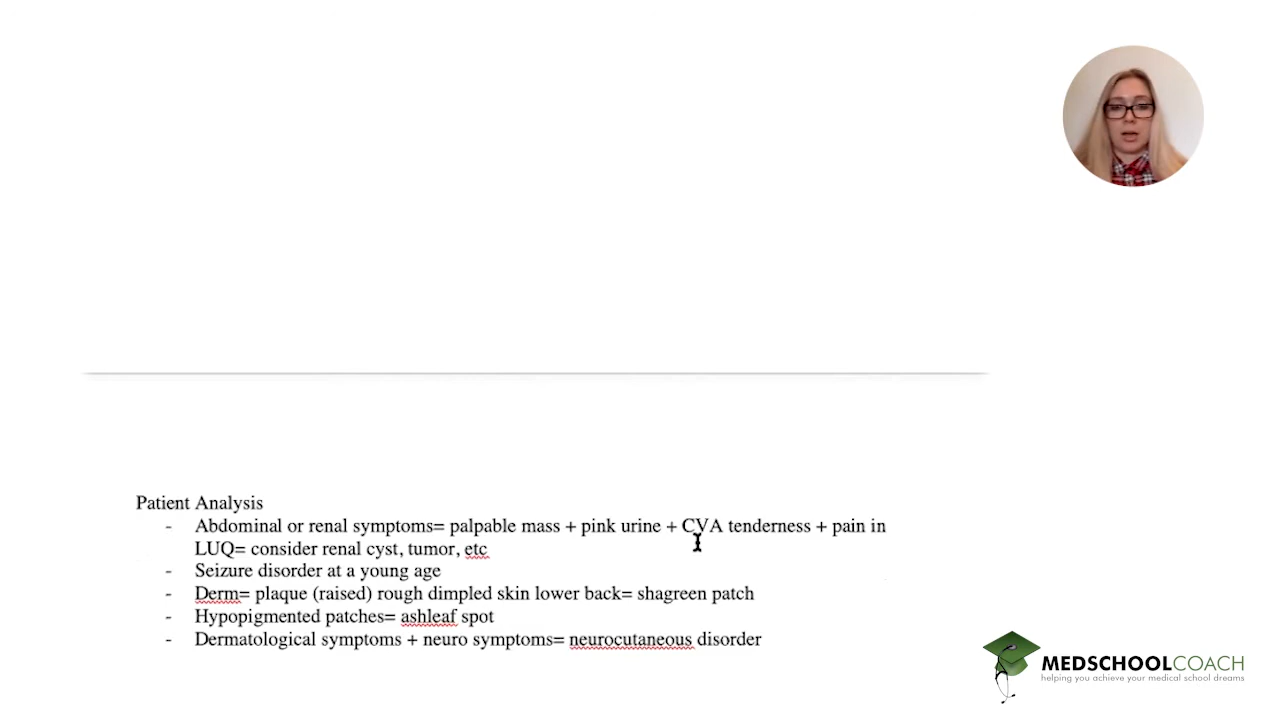 Patient Analysis
- Abdominal or renal symptoms= palpable mass + pink urine + CVA tenderness + pain in
LUQ= consider renal cyst, tumor, etc
- Seizure disorder at a young age
- Derm= plaque (raised) rough dimpled skin lower back= shagreen patch
- Hypopigmented patches= ashleaf spot
- Dermatological symptoms + neuro symptoms= neurocutaneous disorder
MEDSCHOOLCOACH
helping you achieve your medical school dreams